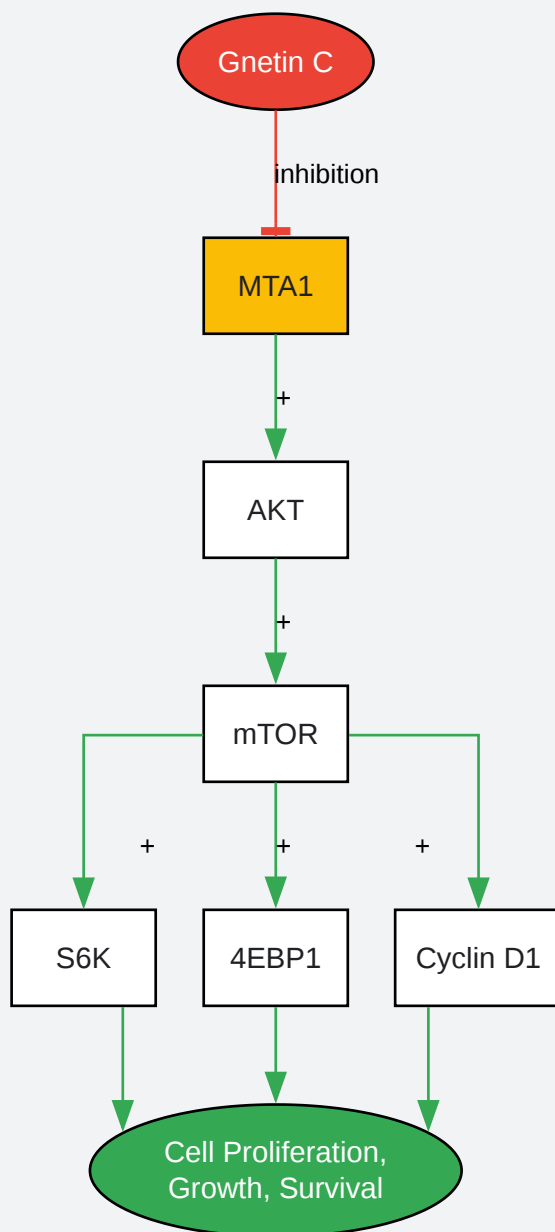 Gnetin C
inhibition
MTA1
+
AKT
+
mTOR
+
+
+
S6K
4EBP1
Cyclin D1
Cell Proliferation,
Growth, Survival